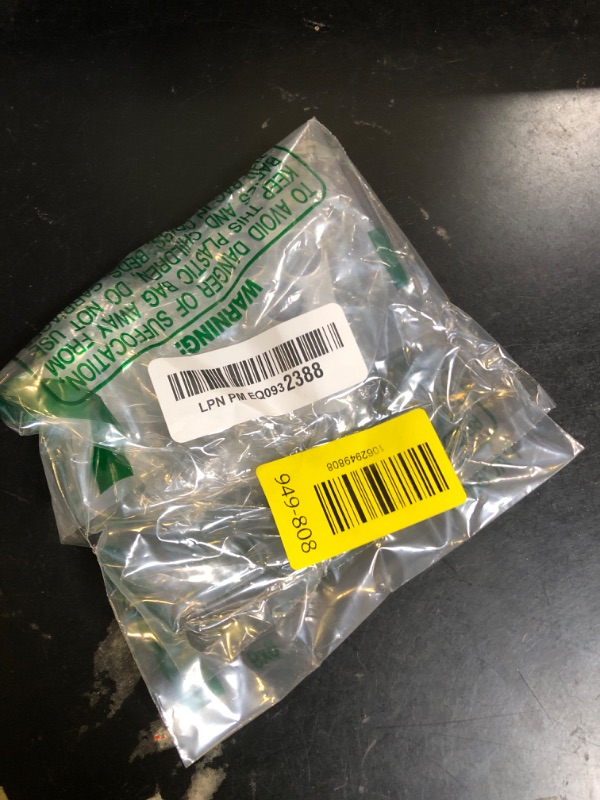 WARNING:
TO AVOID DANGER OF SUFFOCATION,
KEEP THIS PLASTIC BAG AWAY FROM
AND CHILDREN. DO NOT USE
LPN PM EQ0932388
1062949808
949-808